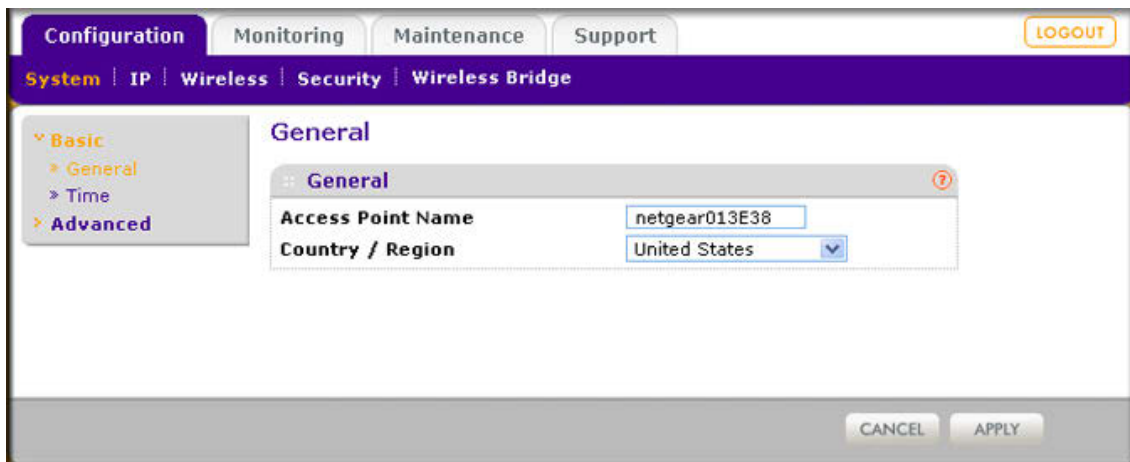 Configuration Monitoring Maintenance Support LOGOUT
System IP Wireless Security Wireless Bridge
Basic
General
Time
Advanced
General
General ?
Access Point Name netgear013E38
Country / Region United States
CANCEL APPLY